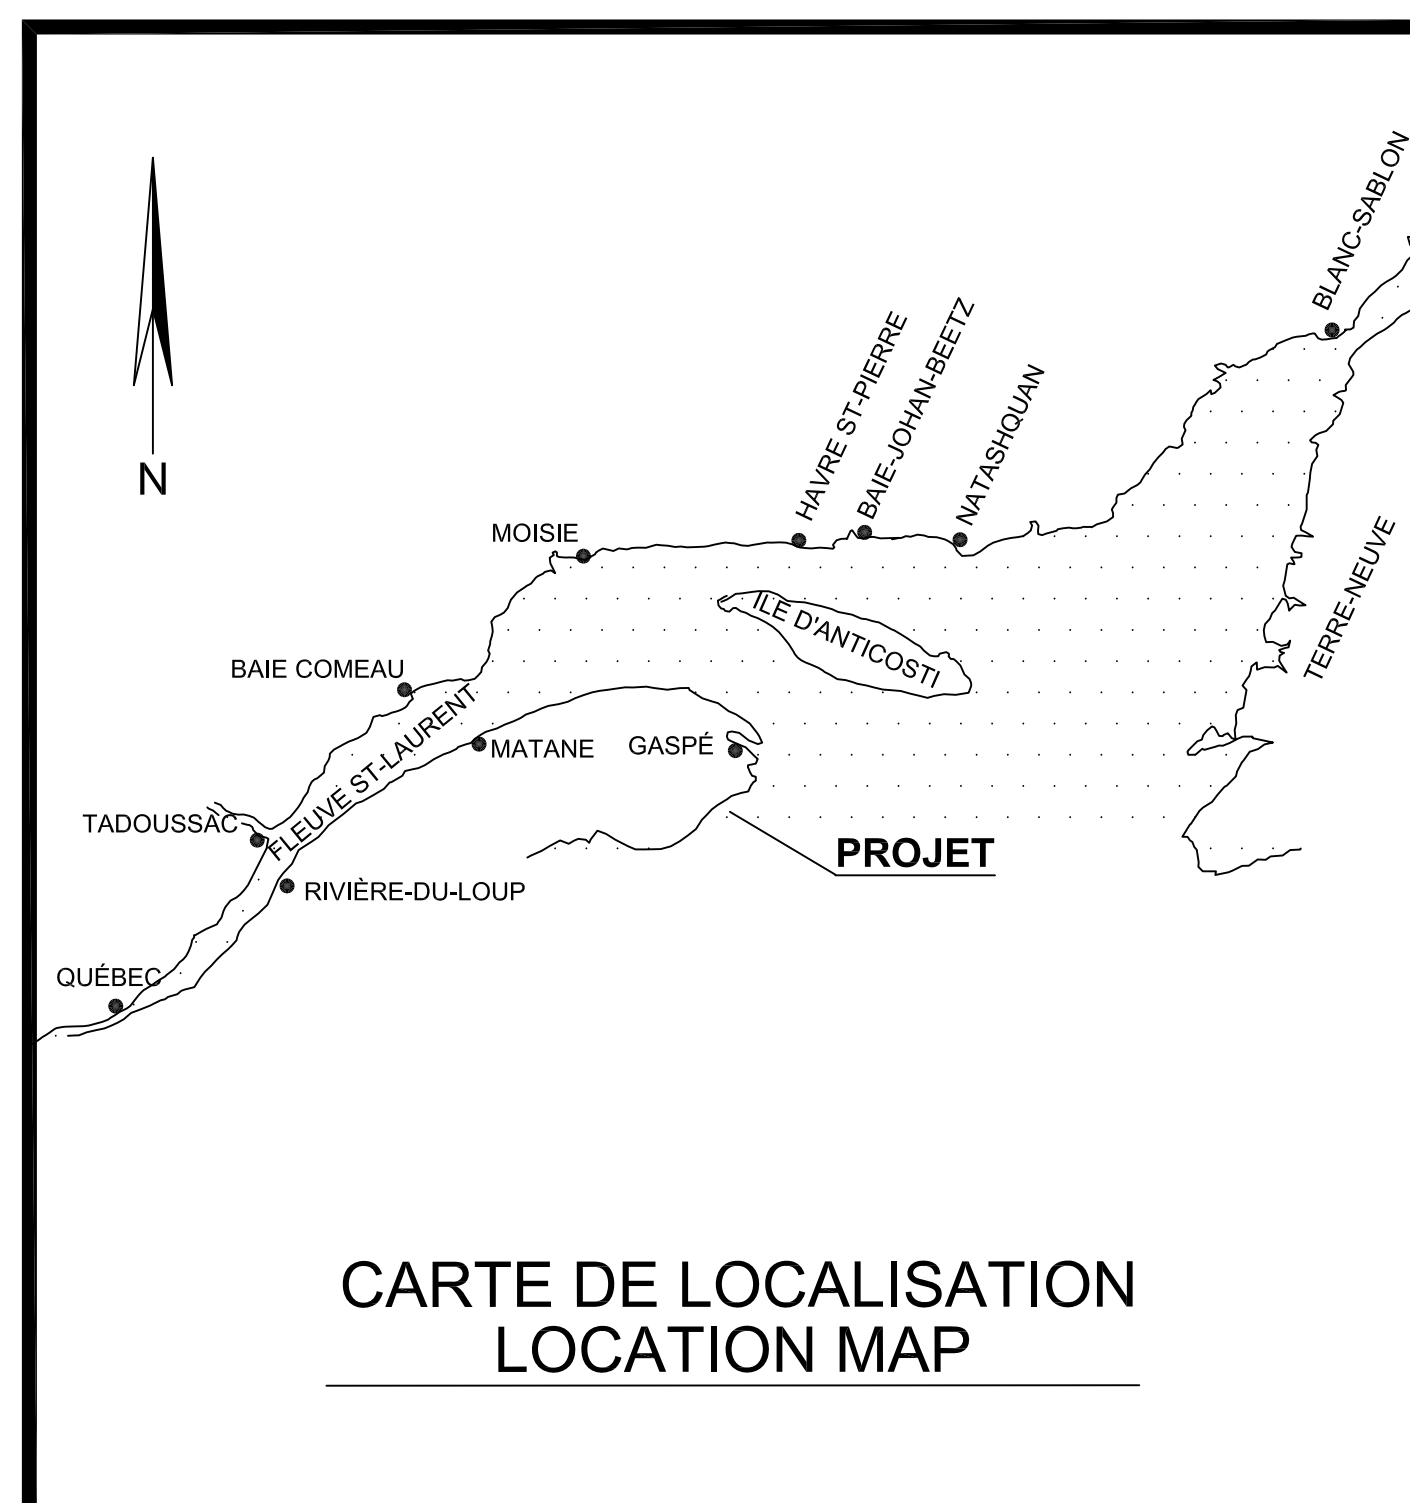 BLANC-SABLON
HAVRE ST-PIERRE
BAIE-JOHAN-BEETZ
NATASHQUAN
N
MOISIE
TERRE-NEUVE
ILE D'ANTICOSTI
BAIE COMEAU
FLEUVE ST-LAURENT
MATANE
GASPÉ
TADOUSSAC
PROJET
RIVIÈRE-DU-LOUP
QUÉBEC
CARTE DE LOCALISATION
LOCATION MAP